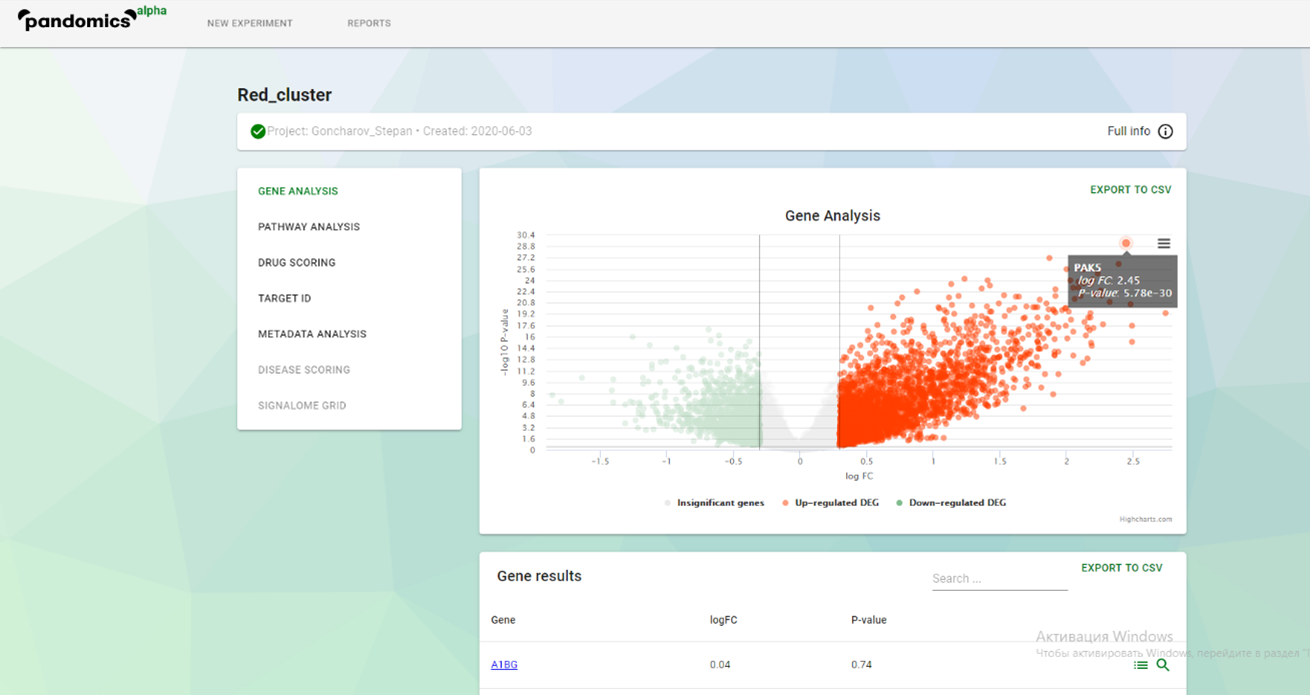 pandomics alpha
NEW EXPERIMENT REPORTS
Red_cluster
Project: Goncharov_Stepan • Created: 2020-06-03 Full info
GENE ANALYSIS
PATHWAY ANALYSIS
DRUG SCORING
TARGET ID
METADATA ANALYSIS
DISEASE SCORING
SIGNALOME GRID
EXPORT TO CSV
Gene Analysis
30.4
28.8
27.2
25.6
24
22.4
20.8
19.2
17.6
16
14.4
12.8
11.2
9.6
8
6.4
4.8
3.2
1.6
0
-log10 P-value
PAK5
log FC: 2.45
P-value: 5.78e-30
-1.5 -1 -0.5 0 0.5 1 1.5 2 2.5
log FC
Insignificant genes Up-regulated DEG Down-regulated DEG
Highcharts.com
Gene results Search ... EXPORT TO CSV
Gene logFC P-value
A1BG 0.04 0.74
Активация Windows
Чтобы активировать Windows, перейдите в раздел